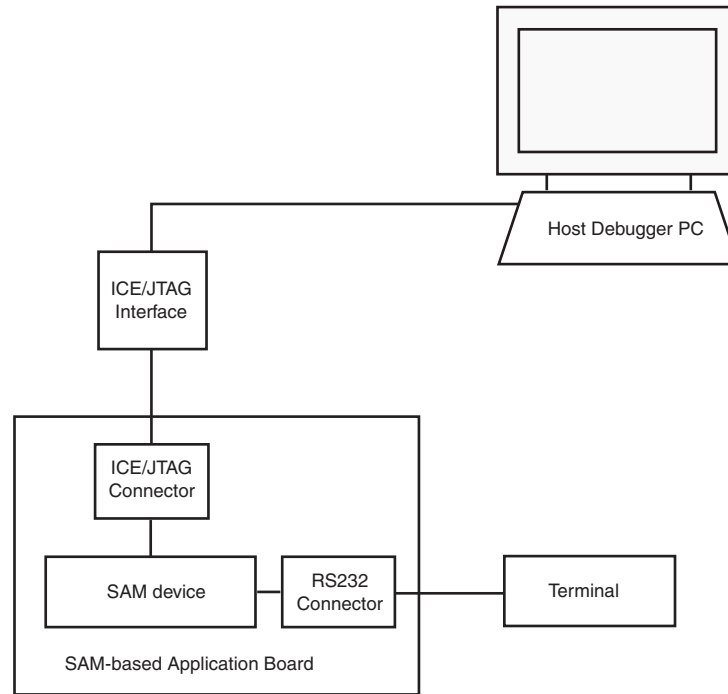 Host Debugger PC
ICE/JTAG
Interface
ICE/JTAG
Connector
SAM device
RS232
Connector
Terminal
SAM-based Application Board